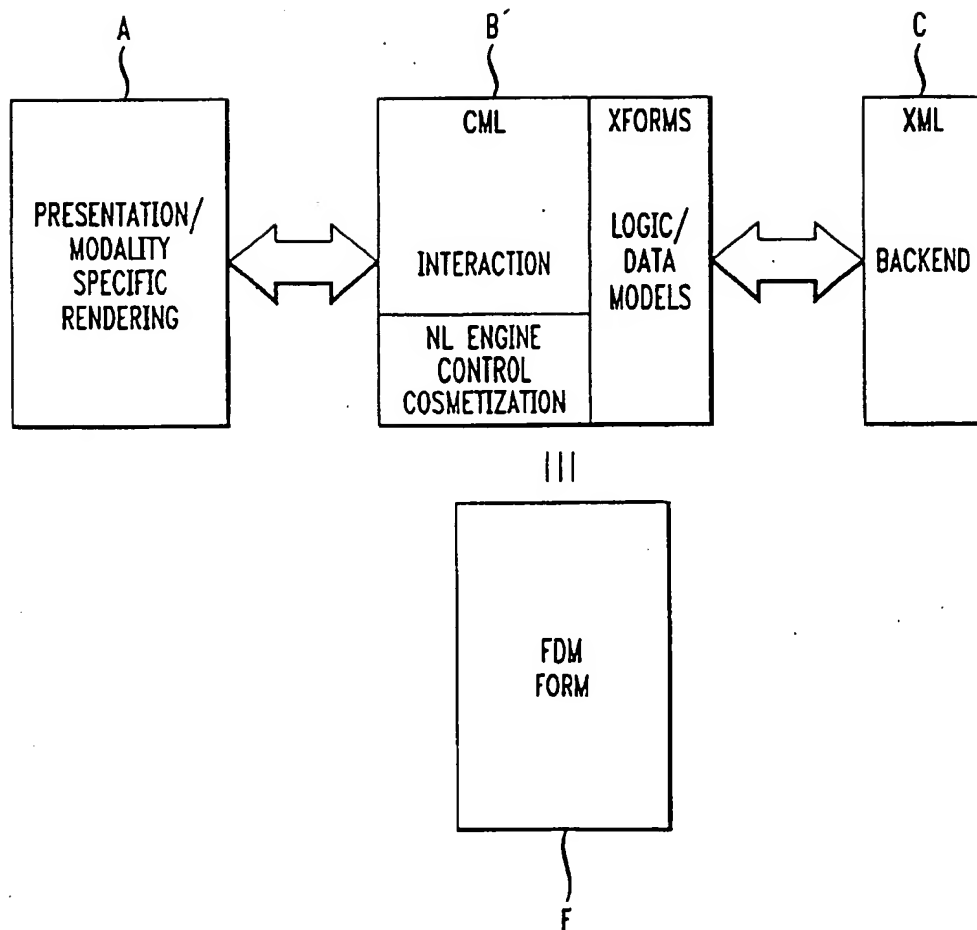 A
B´
C
PRESENTATION/
MODALITY
SPECIFIC
RENDERING
CML
INTERACTION
NL ENGINE
CONTROL
COSMETIZATION
XFORMS
LOGIC/
DATA
MODELS
XML
BACKEND
FDM
FORM
F